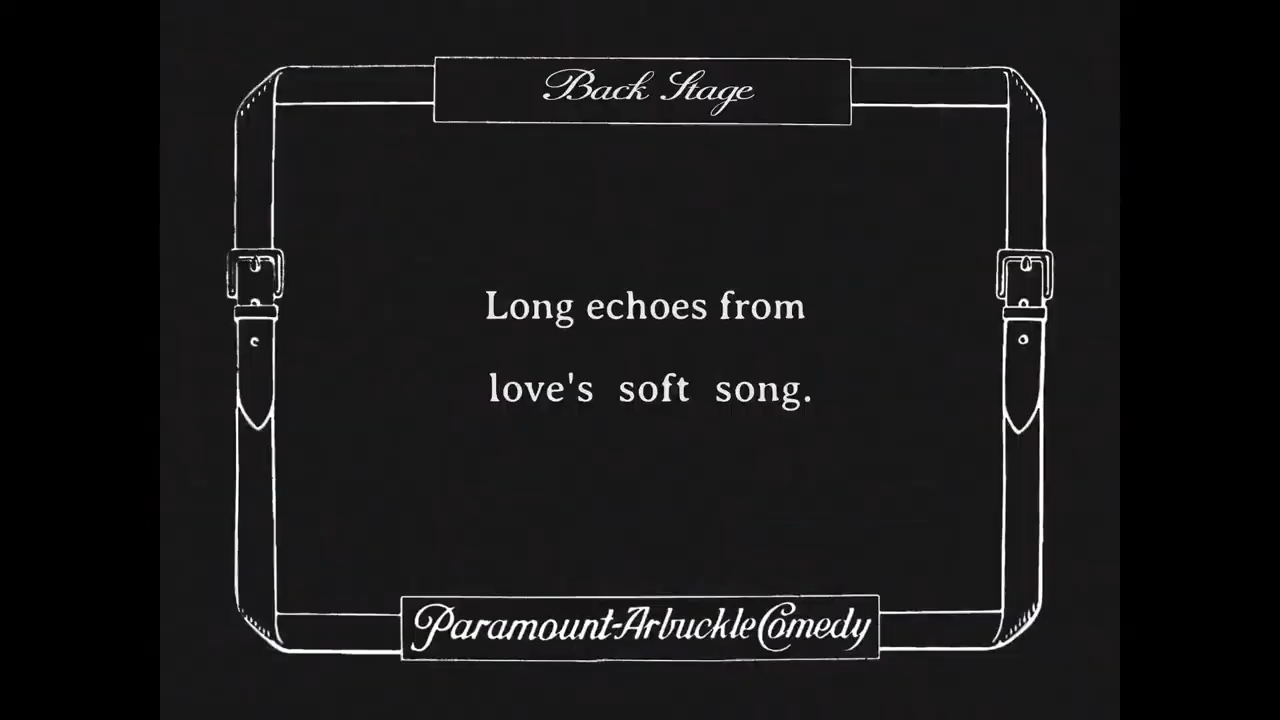 Back Stage
Long echoes from
love's soft song.
Paramount-Arbuckle Comedy